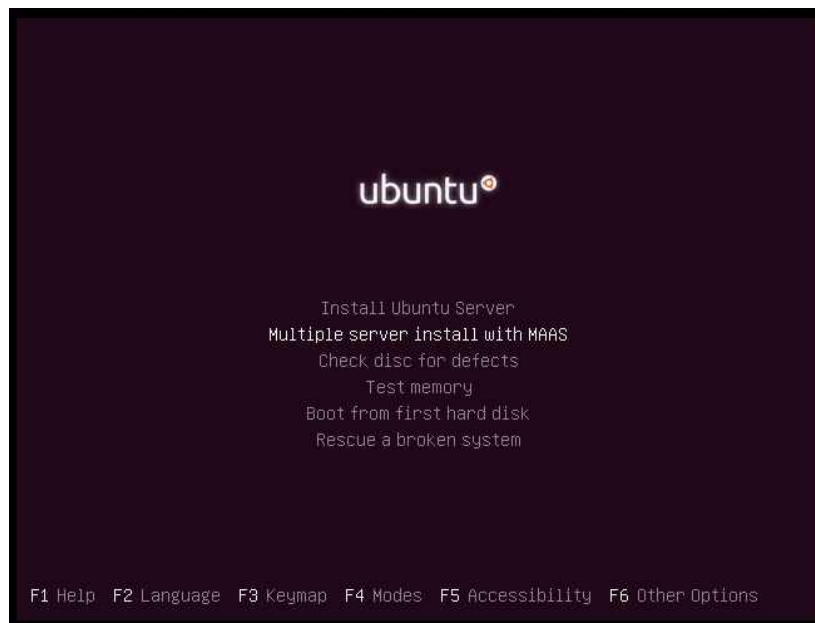 ubuntu
Install Ubuntu Server
Multiple server install with MAAS
Check disc for defects
Test memory
Boot from first hard disk
Rescue a broken system
F1 Help F2 Language F3 Keymap F4 Modes F5 Accessibility F6 Other Options